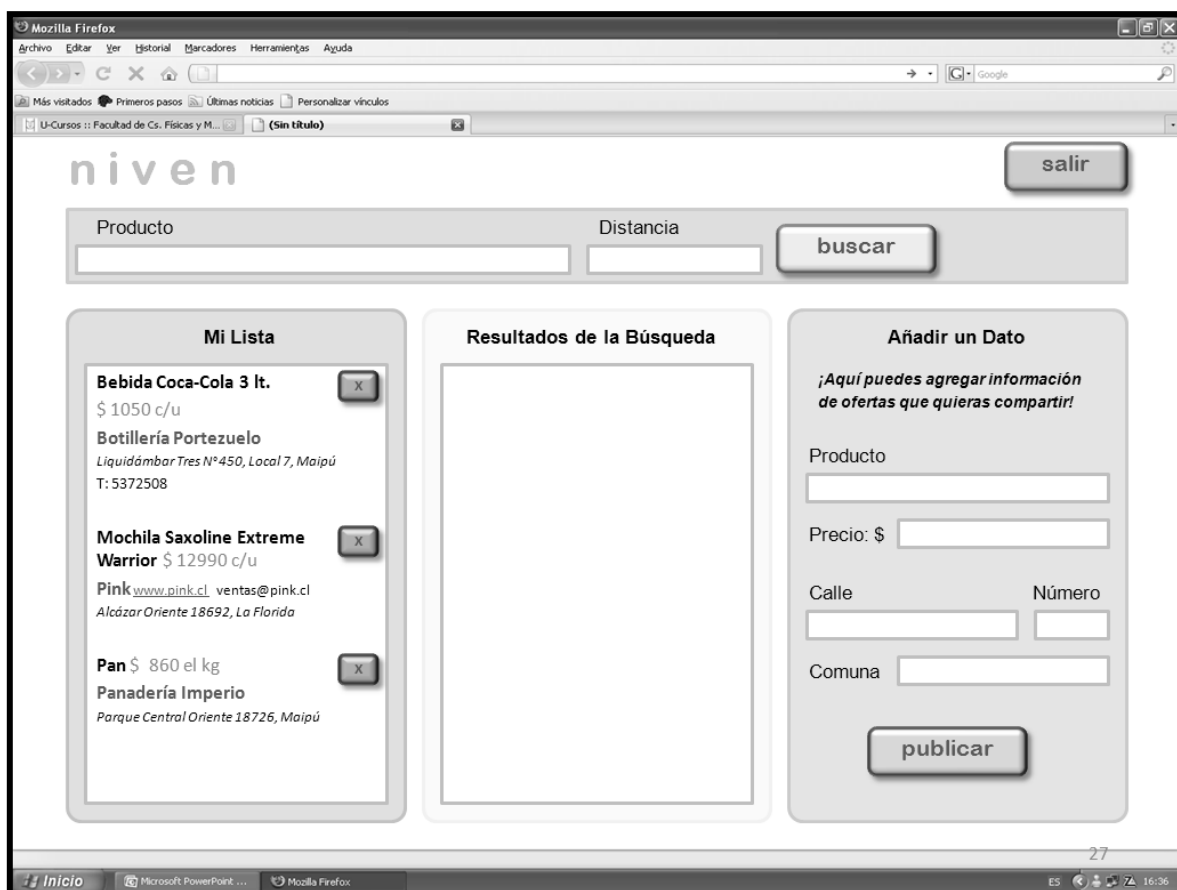 Mozilla Firefox
Archivo Editar Ver Historial Marcadores Herramientas Ayuda
G Google
Más visitados Primeros pasos Últimas noticias Personalizar vínculos
U-Cursos :: Facultad de Cs. Físicas y M... (Sin título)
niven
salir
Producto Distancia
buscar
Mi Lista
Bebida Coca-Cola 3 lt. X
$ 1050 c/u
Botillería Portezuelo
Liquidámbar Tres N°450, Local 7, Maipú
T: 5372508
Mochila Saxoline Extreme X
Warrior $ 12990 c/u
Pink www.pink.cl ventas@pink.cl
Alcázar Oriente 18692, La Florida
Pan $ 860 el kg X
Panadería Imperio
Parque Central Oriente 18726, Maipú
Resultados de la Búsqueda
Añadir un Dato
¡Aquí puedes agregar información
de ofertas que quieras compartir!
Producto
Precio: $
Calle Número
Comuna
publicar
27
Inicio Microsoft PowerPoint ... Mozilla Firefox ES 16:36